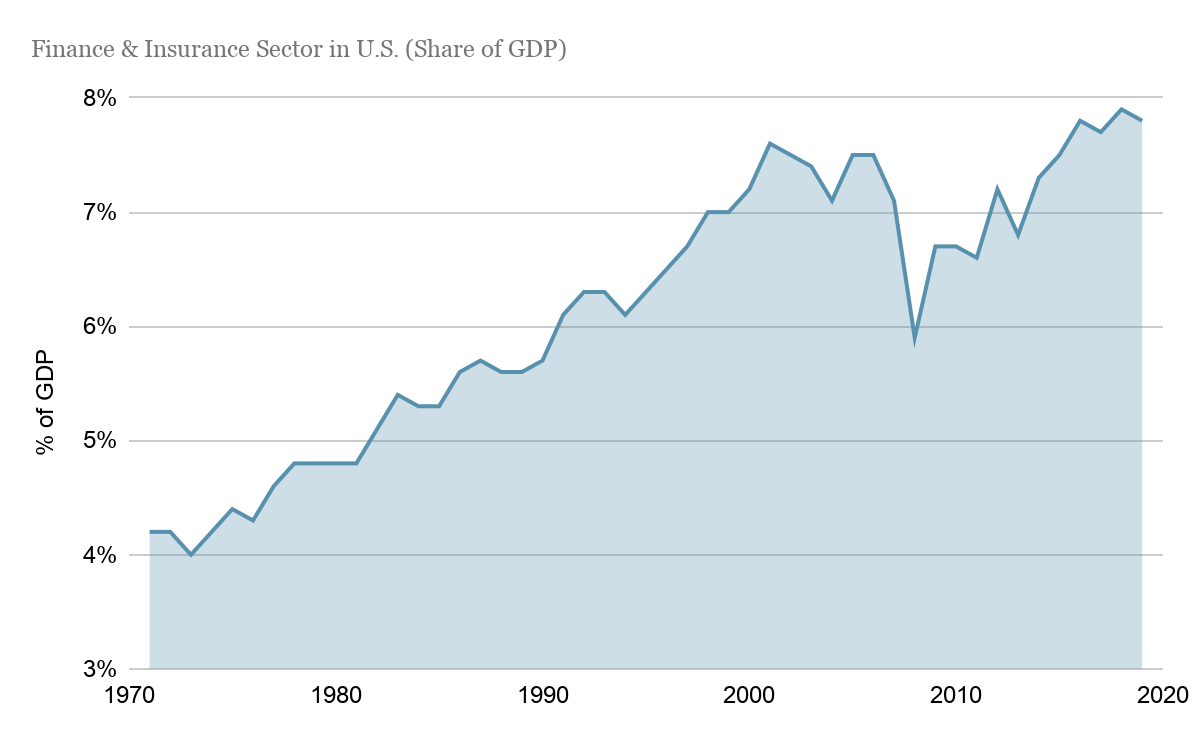 Finance & Insurance Sector in U.S. (Share of GDP)
8%
7%
6%
5%
4%
3%
% of GDP
1970 1980 1990 2000 2010 2020